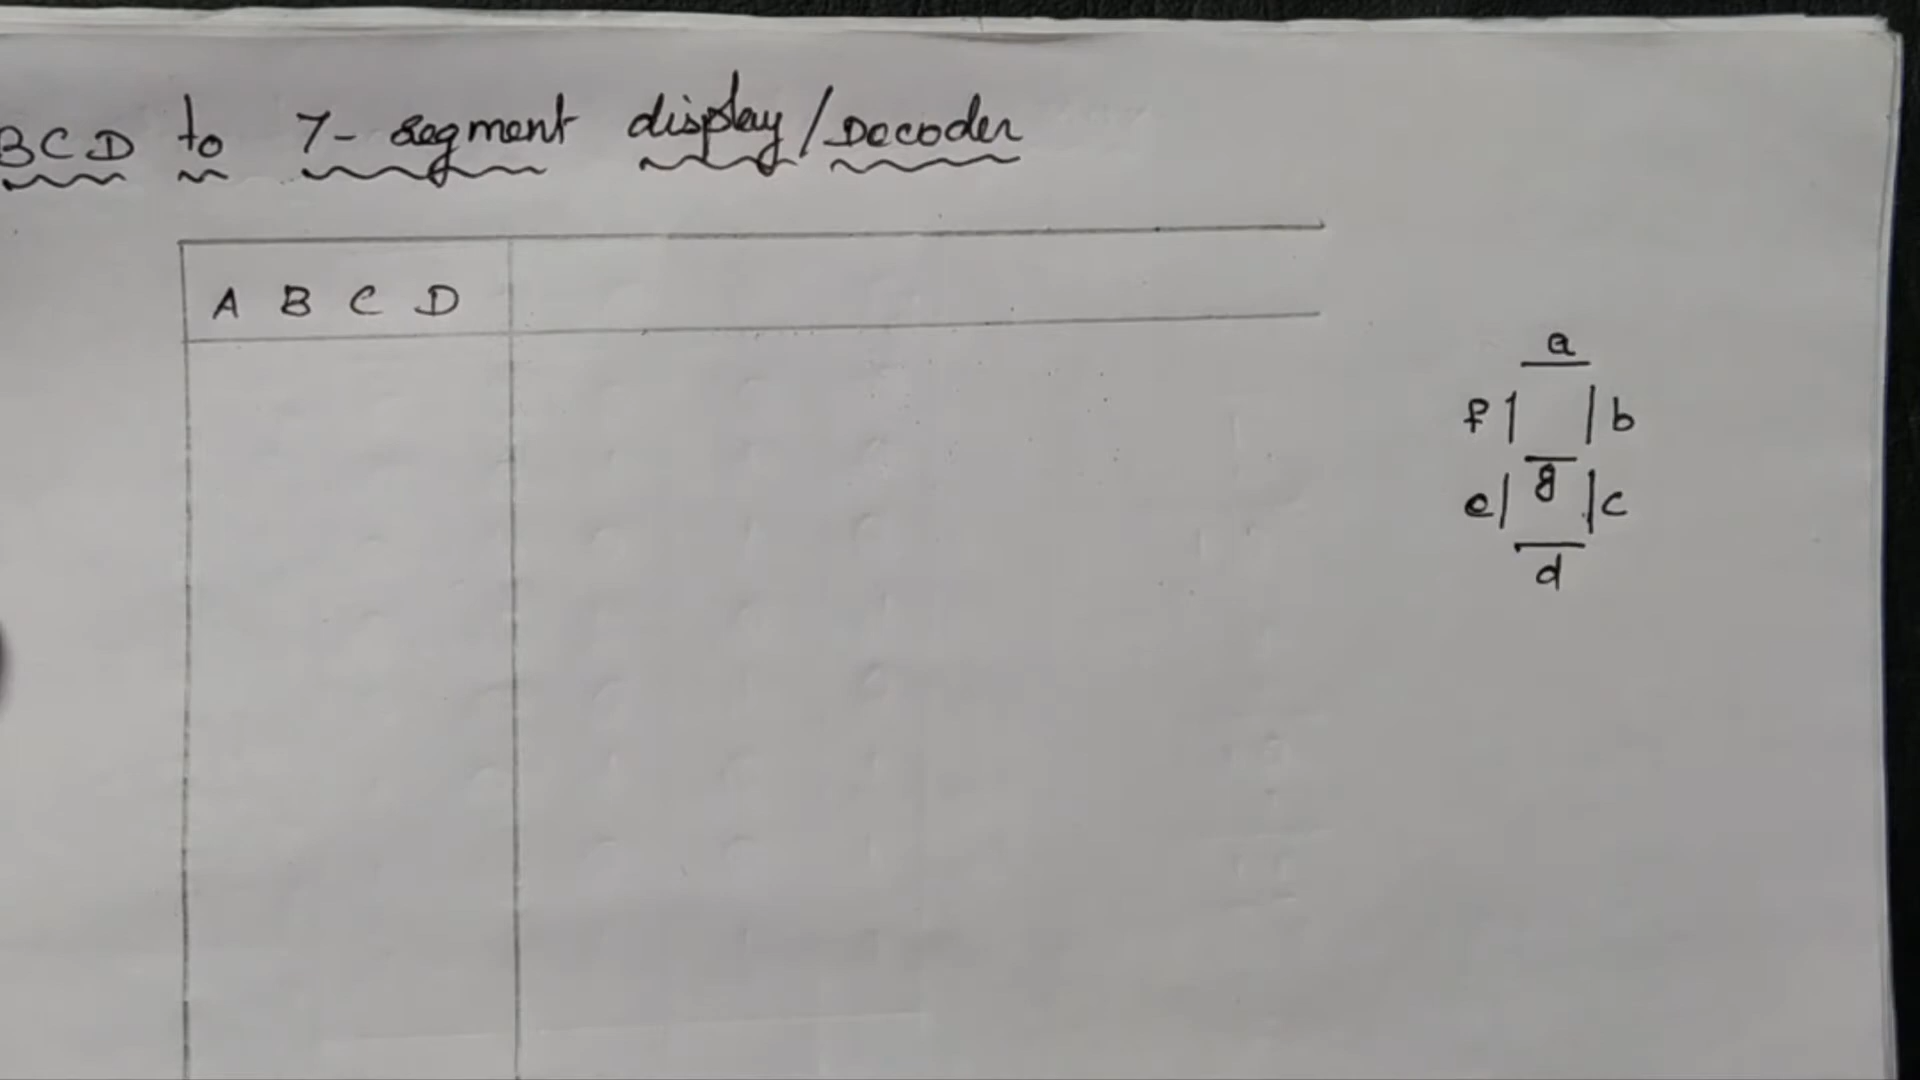 BCD to 7-segment display/Decoder
A B C D
a
f b
g
e c
d